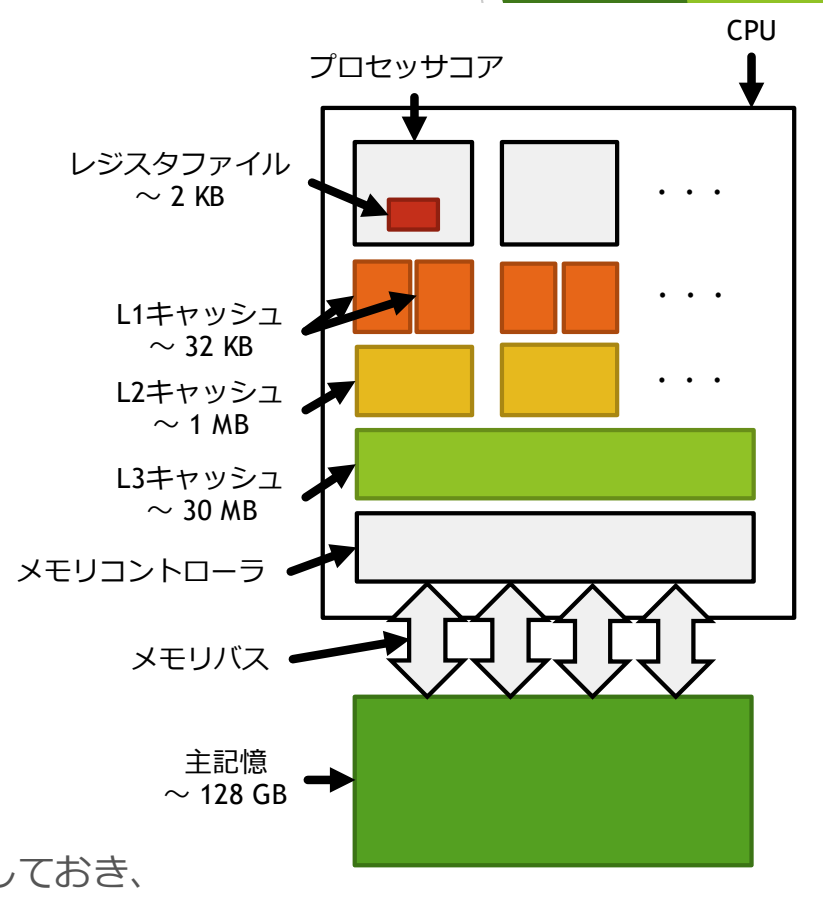 CPU
プロセッサコア
レジスタファイル
～ 2 KB
・・・
L1キャッシュ
～ 32 KB
・・・
L2キャッシュ
～ 1 MB
・・・
L3キャッシュ
～ 30 MB
メモリコントローラ
メモリバス
主記憶
～ 128 GB
しておき、